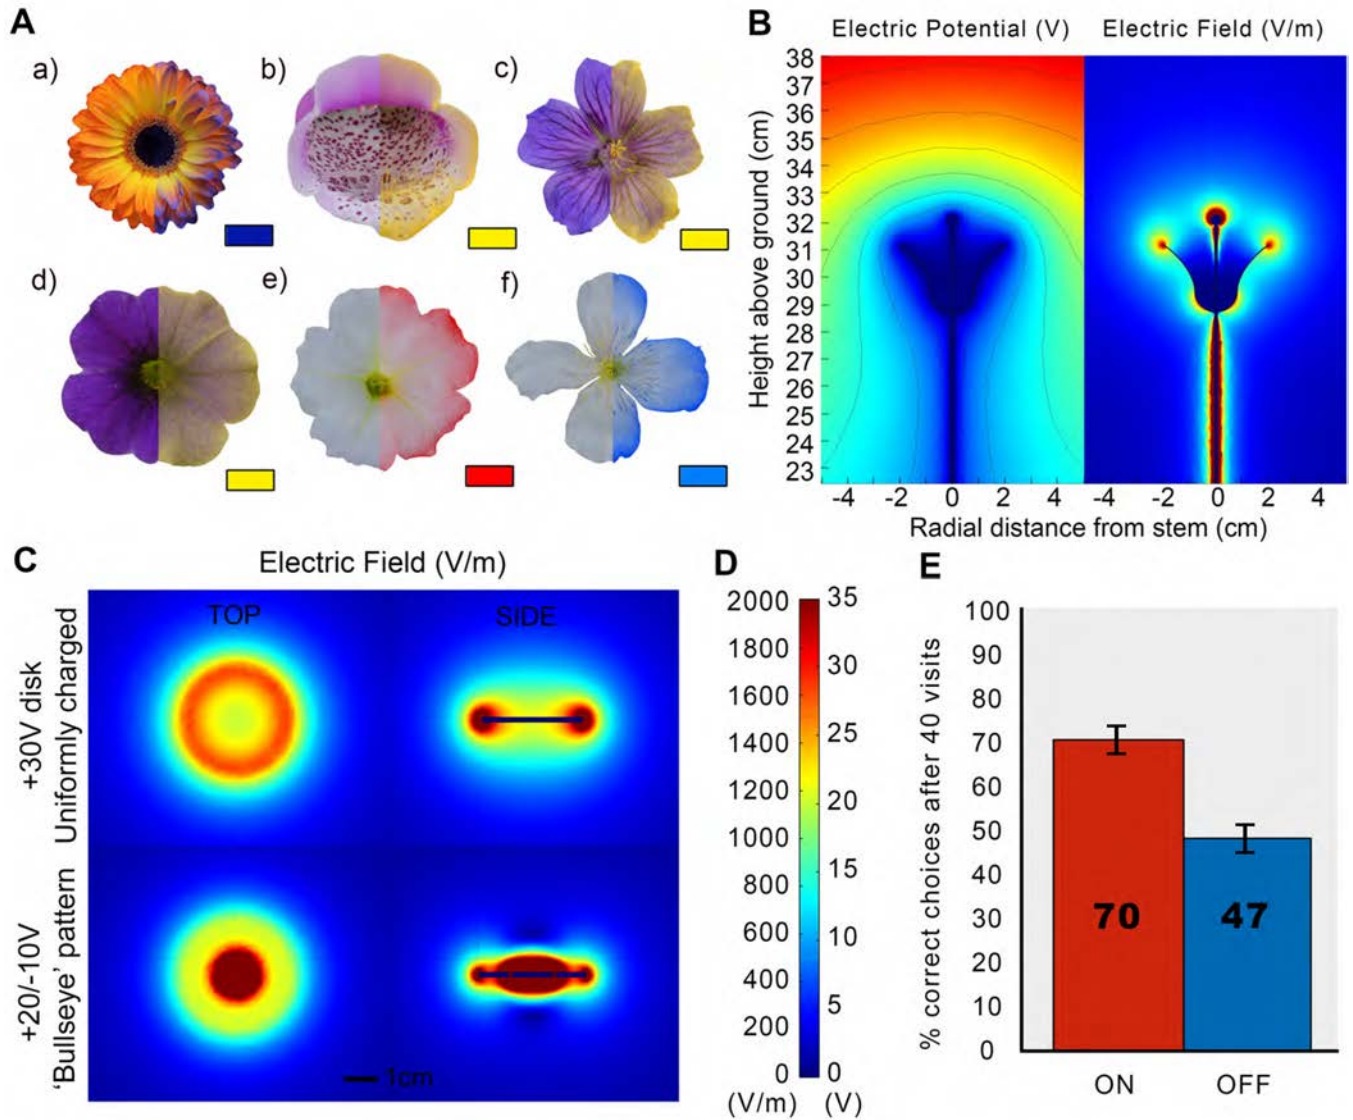 A
a)
b)
c)
d)
e)
f)
B
Electric Potential (V)
Electric Field (V/m)
Height above ground (cm)
38
37
36
35
34
33
32
31
30
29
28
27
26
25
24
23
-4 -2 0 2 4
-4 -2 0 2 4
Radial distance from stem (cm)
C
Electric Field (V/m)
TOP
SIDE
+30V disk
Uniformly charged
+20/-10V
'Bullseye' pattern
1cm
D
2000
1800
1600
1400
1200
1000
800
600
400
200
0
(V/m)
35
30
25
20
15
10
5
0
(V)
E
% correct choices after 40 visits
100
90
80
70
60
50
40
30
20
10
0
70
47
ON
OFF